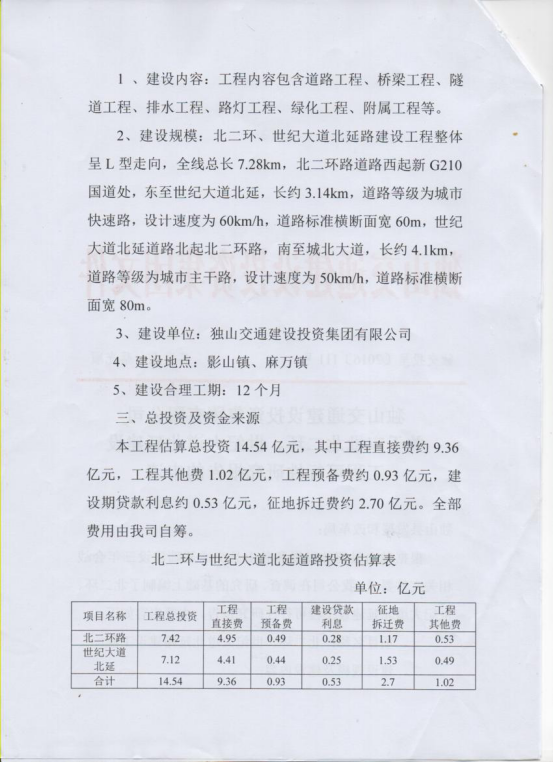 1 、建设内容：工程内容包含道路工程、桥梁工程、隧
道工程、排水工程、路灯工程、绿化工程、附属工程等。
2、建设规模：北二环、世纪大道北延路建设工程整体
呈 L 型走向，全线总长 7.28km，北二环路道路西起新 G210
国道处，东至世纪大道北延，长约 3.14km，道路等级为城市
快速路，设计速度为 60km/h，道路标准横断面宽 60m，世纪
大道北延道路北起北二环路，南至城北大道，长约 4.1km，
道路等级为城市主干路，设计速度为 50km/h，道路标准横断
面宽 80m。
3、建设单位：独山交通建设投资集团有限公司
4、建设地点：影山镇、麻万镇
5、建设合理工期：12 个月
三、总投资及资金来源
本工程估算总投资 14.54 亿元，其中工程直接费约 9.36
亿元，工程其他费 1.02 亿元，工程预备费约 0.93 亿元，建
设期贷款利息约 0.53 亿元，征地拆迁费约 2.70 亿元。全部
费用由我司自筹。
北二环与世纪大道北延道路投资估算表
单位：亿元
项目名称 工程总投资 工程直接费 工程预备费 建设贷款利息 征地拆迁费 工程其他费
北二环路 7.42 4.95 0.49 0.28 1.17 0.53
世纪大道北延 7.12 4.41 0.44 0.25 1.53 0.49
合计 14.54 9.36 0.93 0.53 2.7 1.02